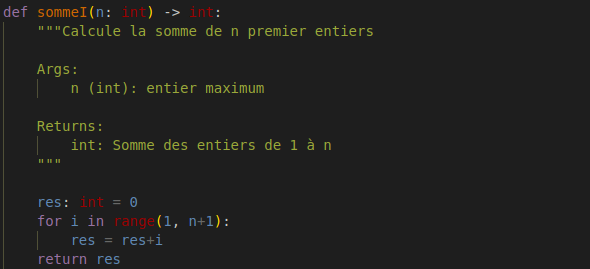 def sommeI(n: int) -> int:
    """Calcule la somme de n premier entiers

    Args:
        n (int): entier maximum

    Returns:
        int: Somme des entiers de 1 à n
    """

    res: int = 0
    for i in range(1, n+1):
        res = res+i
    return res